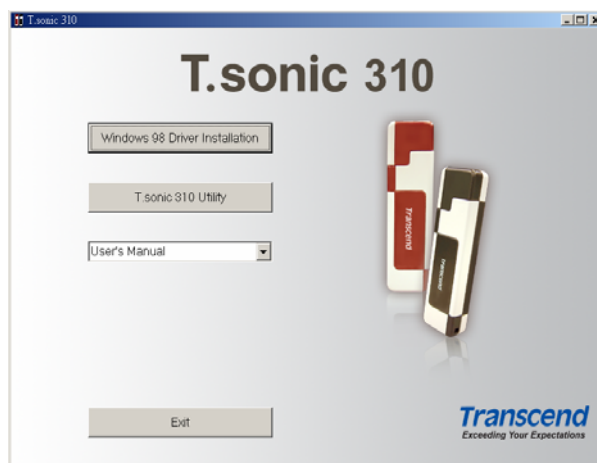 T.sonic 310
T.sonic 310
Windows 98 Driver Installation
T.sonic 310 Utility
User's Manual
Exit
Transcend
Transcend
Transcend
Exceeding Your Expectations